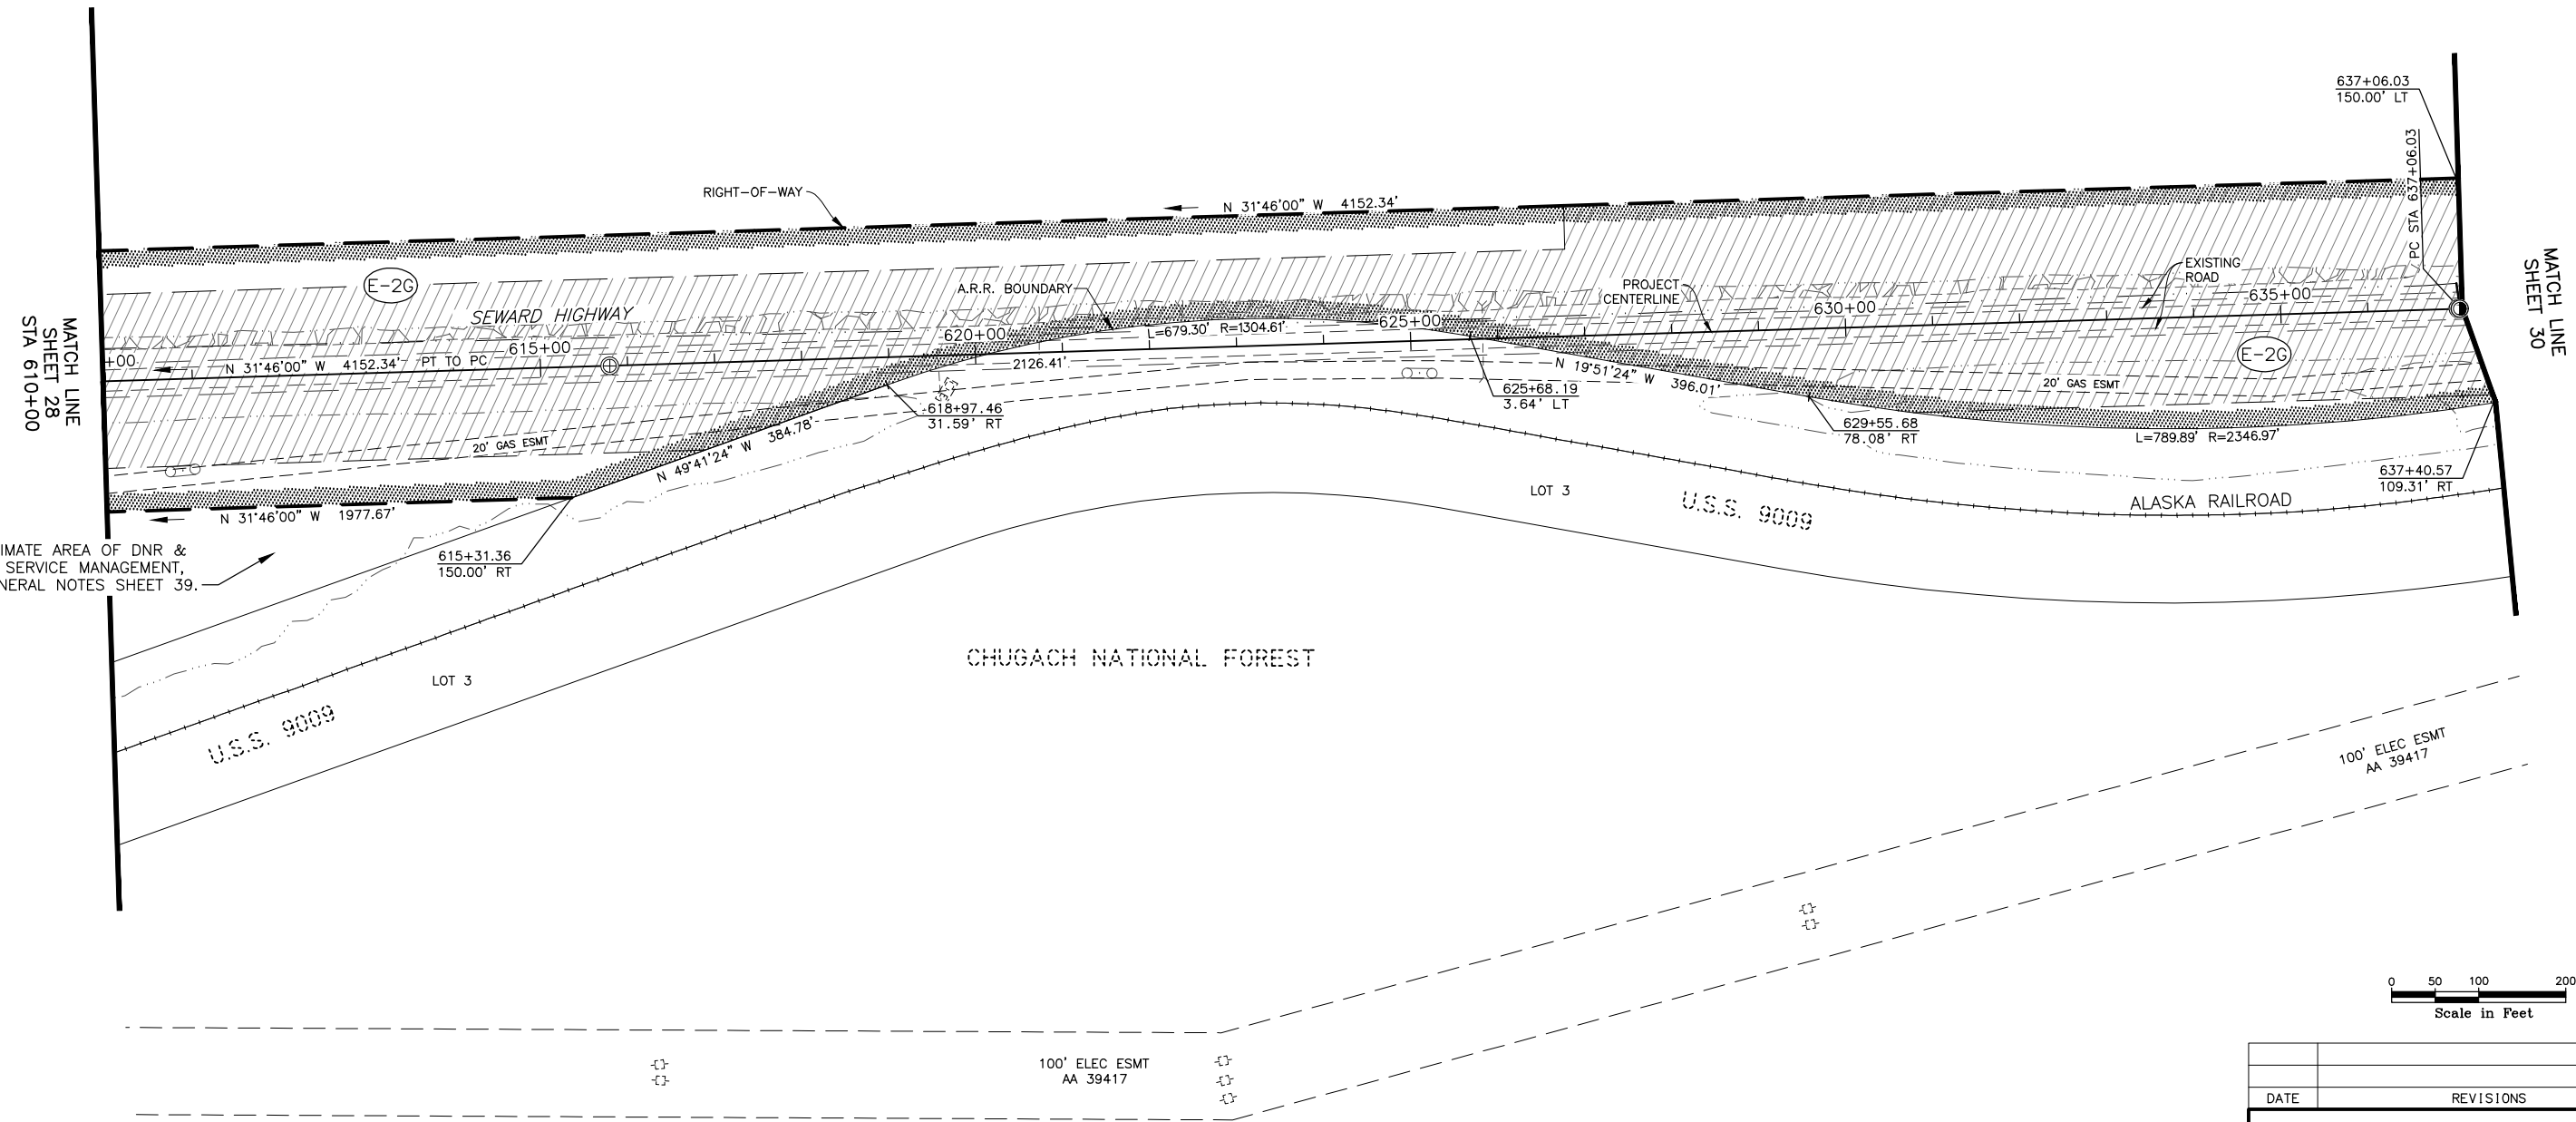 637+06.03
150.00' LT
PC STA 637+06.03
MATCH LINE
SHEET 30
RIGHT-OF-WAY
N 31°46'00" W 4152.34'
E-2G
SEWARD HIGHWAY
A.R.R. BOUNDARY
PROJECT
CENTERLINE
EXISTING
ROAD
630+00
635+00
MATCH LINE
SHEET 28
STA 610+00
+00
N 31°46'00" W 4152.34' PT TO PC
615+00
620+00
L=679.30' R=1304.61'
625+00
2126.41'
E-2G
20' GAS ESMT
N 19°51'24" W 396.01'
625+68.19
3.64' LT
618+97.46
31.59' RT
629+55.68
78.08' RT
L=789.89' R=2346.97'
20' GAS ESMT
N 49°41'24" W 384.78'
637+40.57
109.31' RT
LOT 3
U.S.S. 9009
ALASKA RAILROAD
N 31°46'00" W 1977.67'
IMATE AREA OF DNR &
SERVICE MANAGEMENT,
NERAL NOTES SHEET 39.
615+31.36
150.00' RT
CHUGACH NATIONAL FOREST
LOT 3
U.S.S. 9009
100' ELEC ESMT
AA 39417
0 50 100 200
Scale in Feet
100' ELEC ESMT
AA 39417
DATE REVISIONS